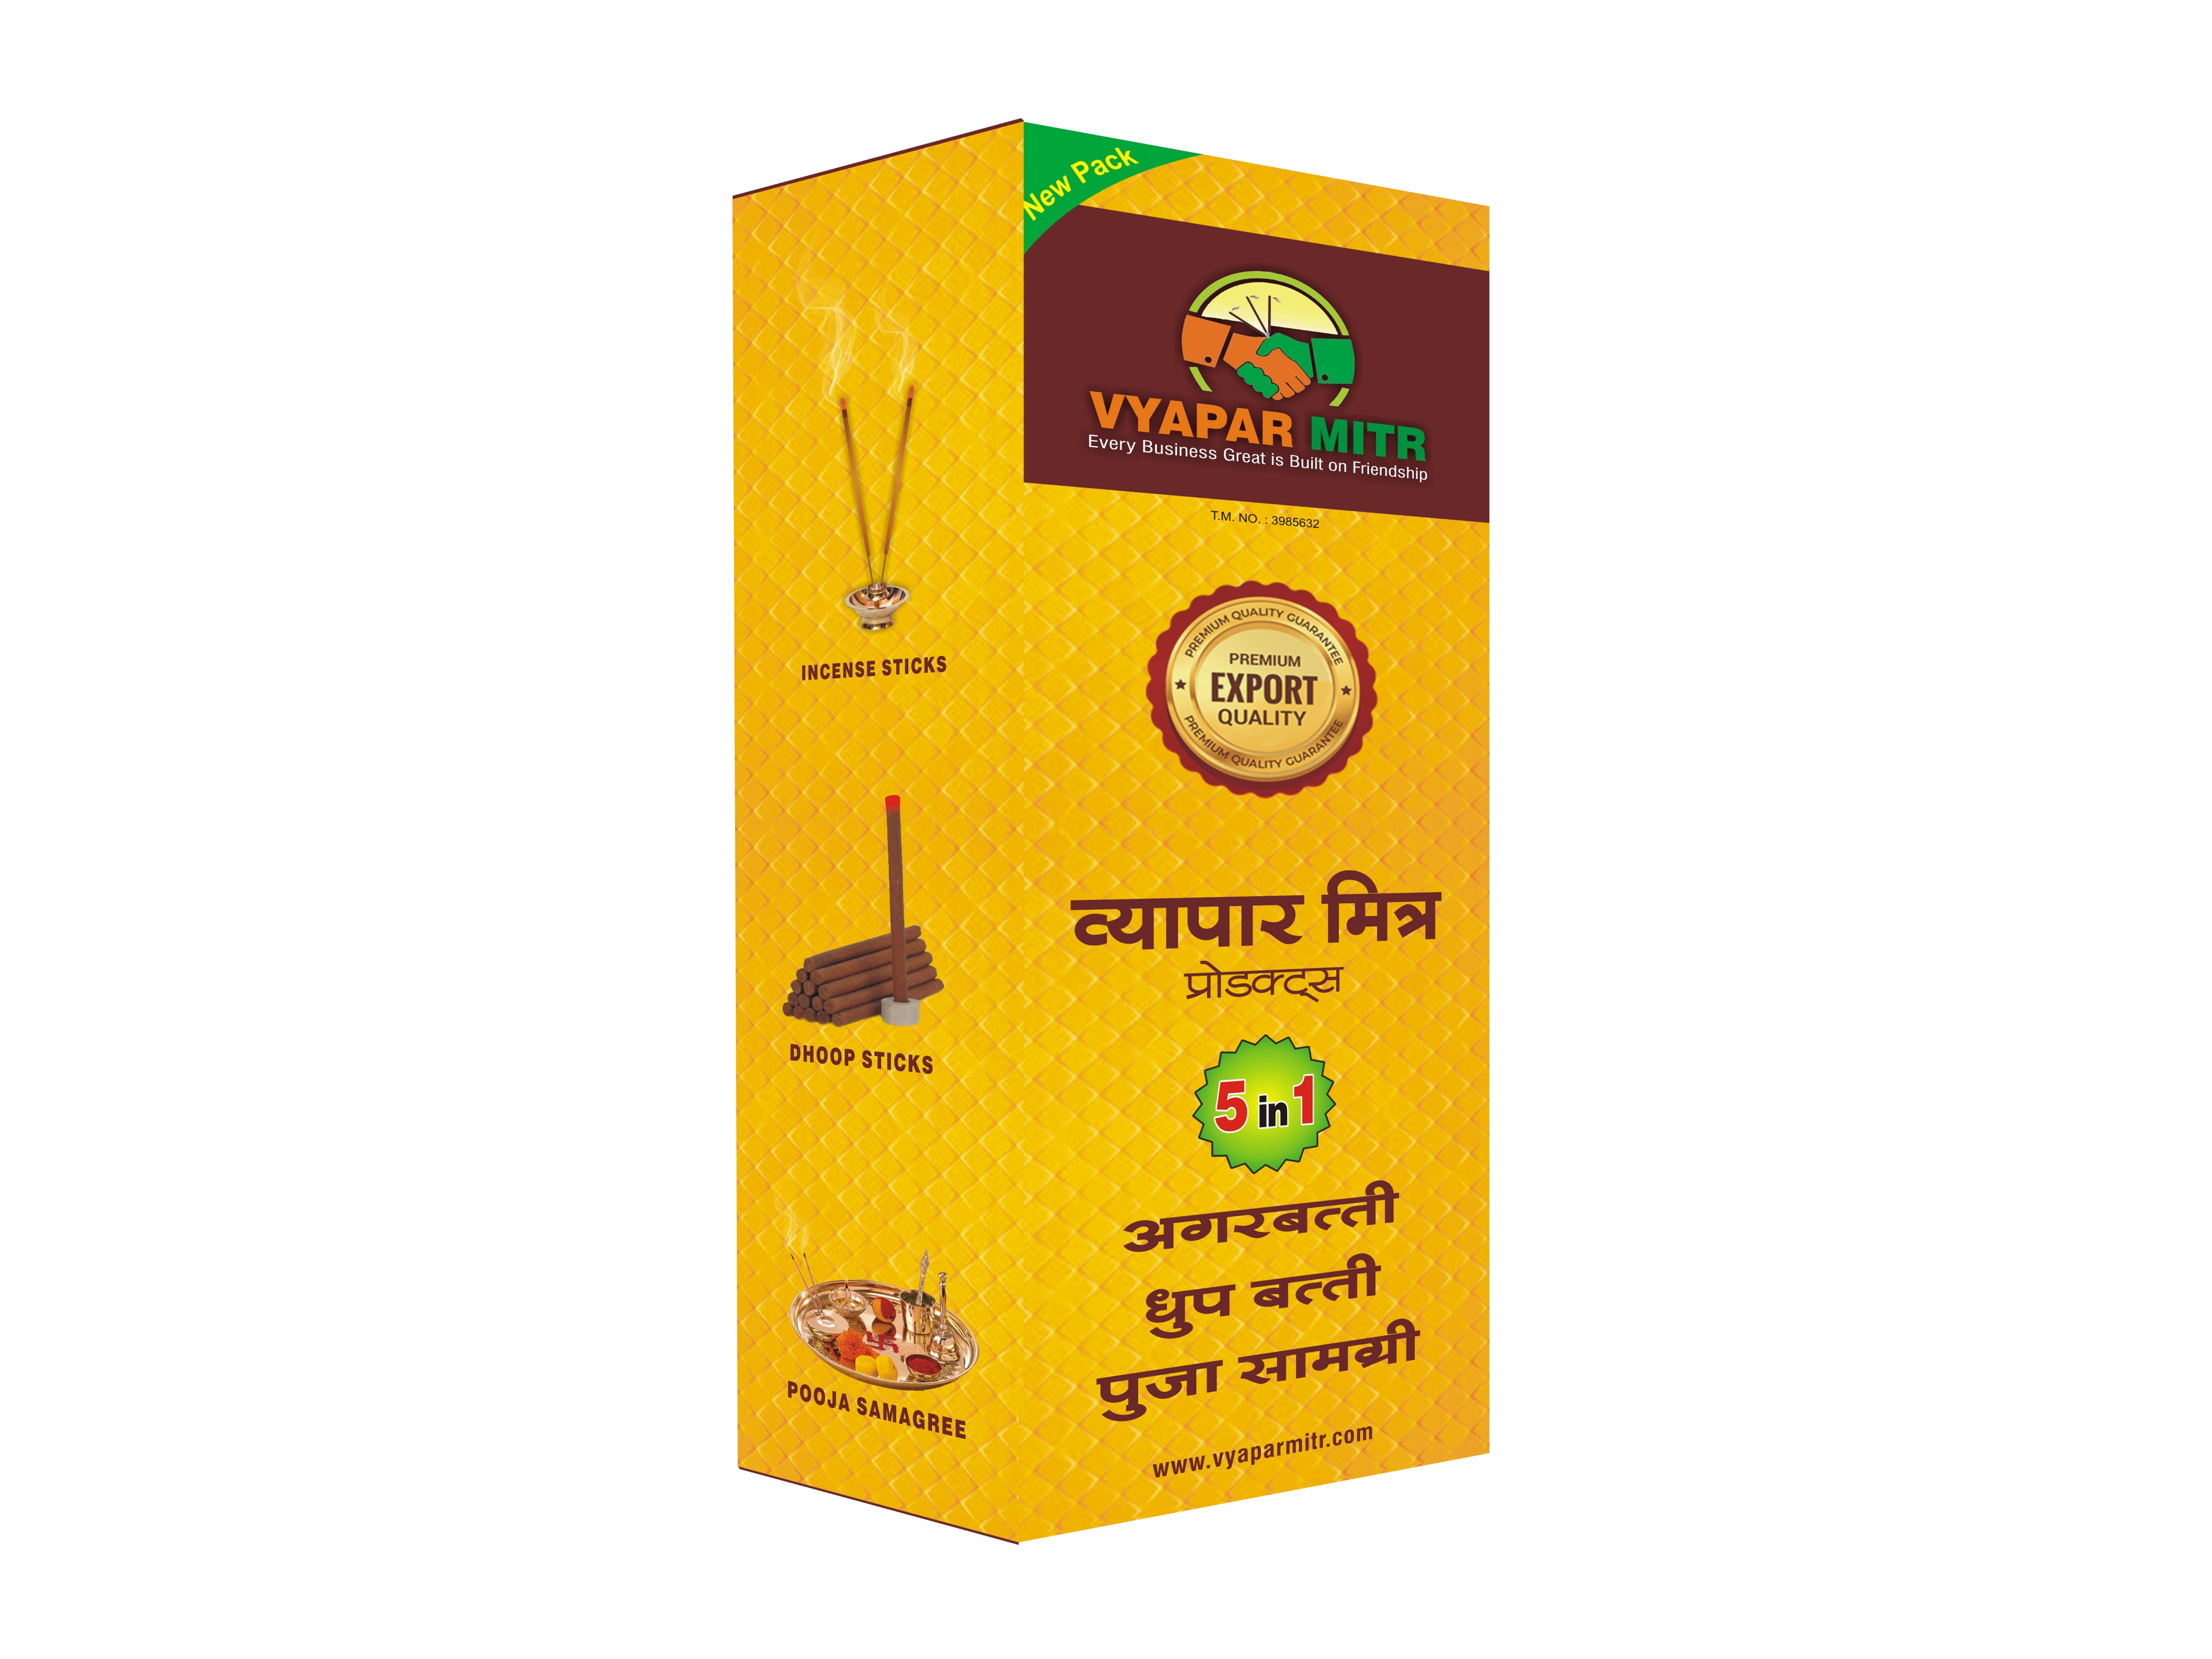 New Pack
VYAPAR MITR
Every Business Great is Built on Friendship
T.M. NO. : 3985632
PREMIUM QUALITY GUARANTEE
PREMIUM
EXPORT
QUALITY
PREMIUM QUALITY GUARANTEE
व्यापार मित्र
प्रोडक्ट्स
5 in 1
अगरबत्ती
धुप बत्ती
पुजा सामग्री
www.vyaparmitr.com
INCENSE STICKS
DHOOP STICKS
POOJA SAMAGREE